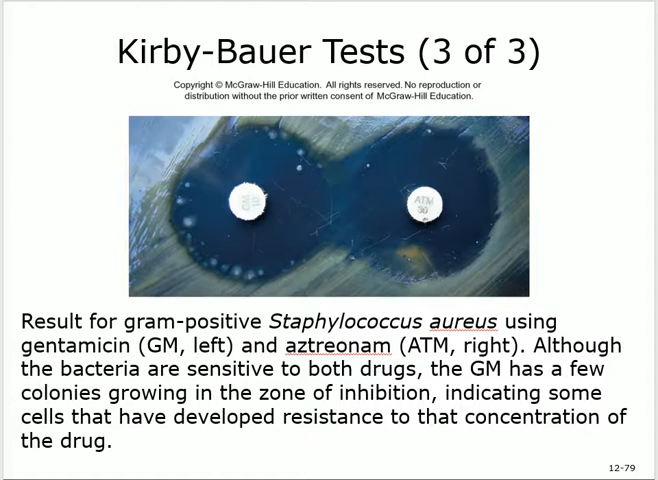 Kirby-Bauer Tests (3 of 3)
Copyright © McGraw-Hill Education. All rights reserved. No reproduction or
distribution without the prior written consent of McGraw-Hill Education.
GM
10
ATM
30
Result for gram-positive Staphylococcus aureus using
gentamicin (GM, left) and aztreonam (ATM, right). Although
the bacteria are sensitive to both drugs, the GM has a few
colonies growing in the zone of inhibition, indicating some
cells that have developed resistance to that concentration of
the drug.
12-79